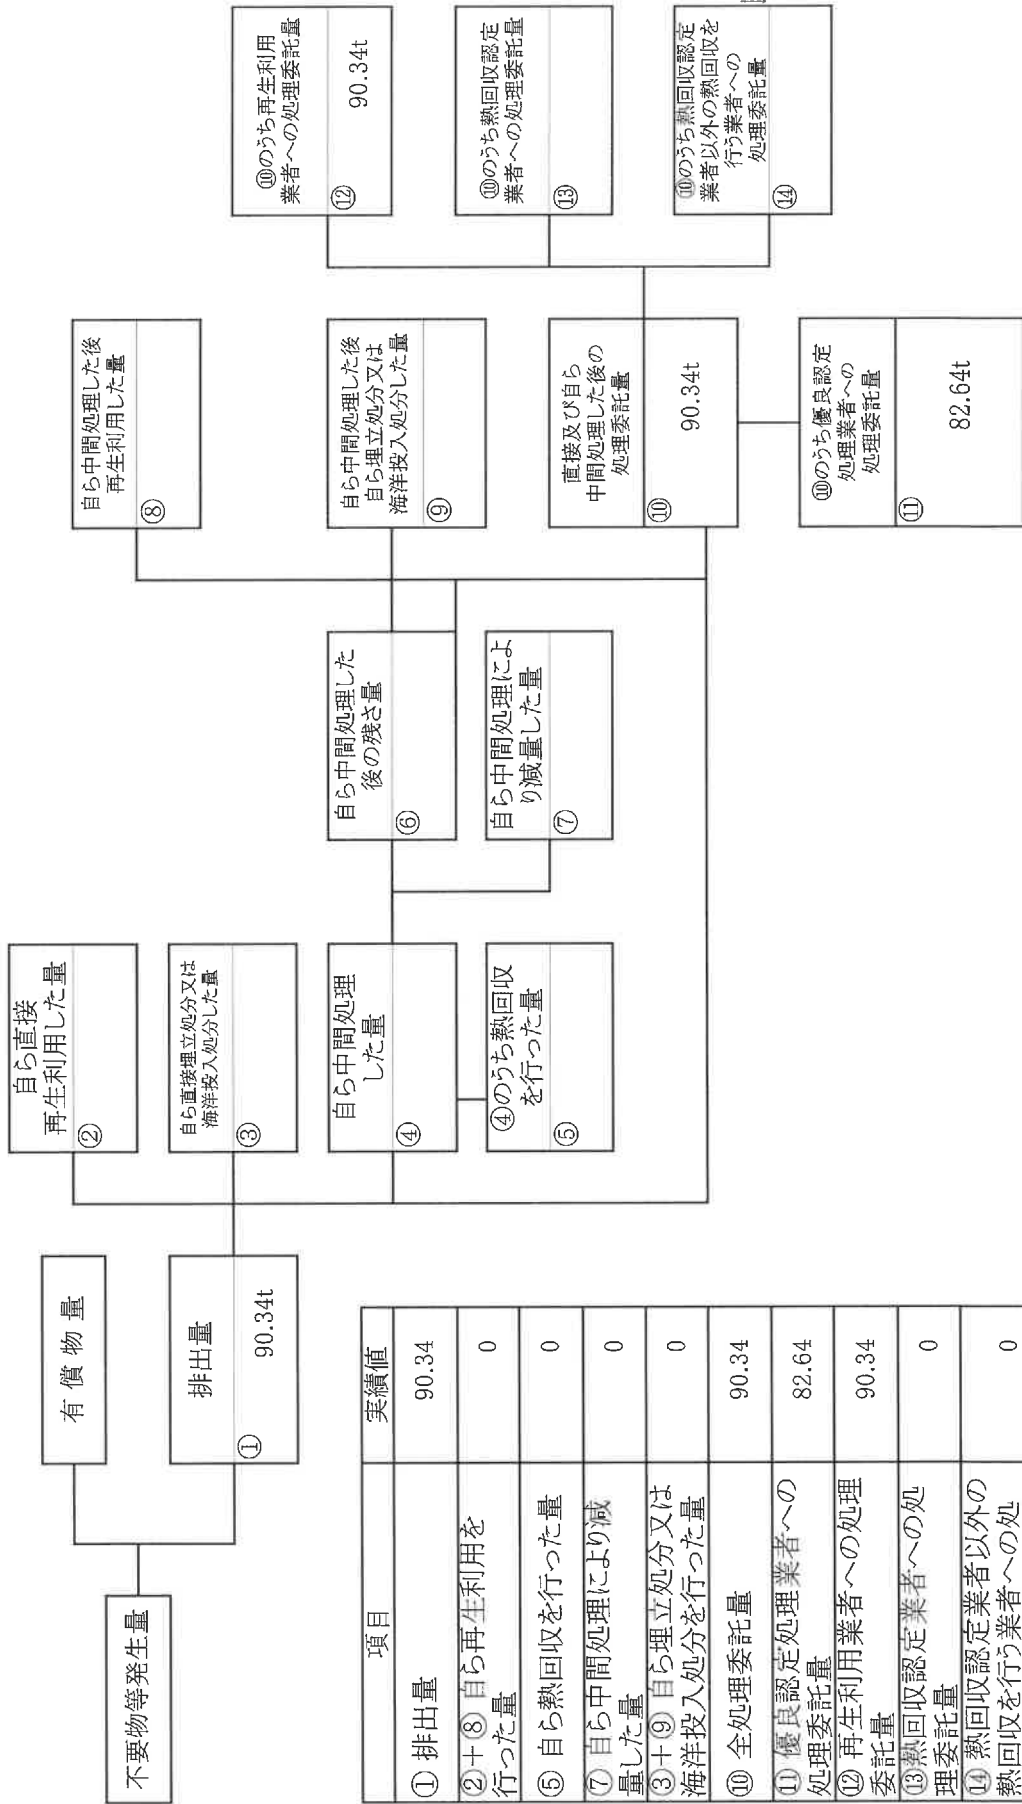 不要物等発生量
有償物量
排出量
①
90.34t
自ら直接
再生利用した量
②
自ら直接埋立処分又は
海洋投入処分した量
③
自ら中間処理
した量
④
④のうち熱回収
を行った量
⑤
自ら中間処理した
後の残さ量
⑥
自ら中間処理によ
り減量した量
⑦
自ら中間処理した後
再生利用した量
⑧
自ら中間処理した後
自ら埋立処分又は
海洋投入処分した量
⑨
直接及び自ら
中間処理した後の
処理委託量
⑩
90.34t
⑩のうち優良認定
処理業者への
処理委託量
⑪
82.64t
⑩のうち再生利用
業者への処理委託量
⑫
90.34t
⑩のうち熱回収認定
業者への処理委託量
⑬
⑩のうち熱回収認定
業者以外の熱回収を
行う業者への
処理委託量
⑭
項目 実績値
①排出量 90.34
②+⑧自ら再生利用を
行った量 0
⑤自ら熱回収を行った量 0
⑦自ら中間処理により減
量した量 0
③+⑨自ら埋立処分又は
海洋投入処分を行った量 0
⑩全処理委託量 90.34
⑪優良認定処理業者への
処理委託量 82.64
⑫再生利用業者への処理
委託量 90.34
⑬熱回収認定業者への処
理委託量 0
⑭熱回収認定業者以外の
熱回収を行う業者への処 0